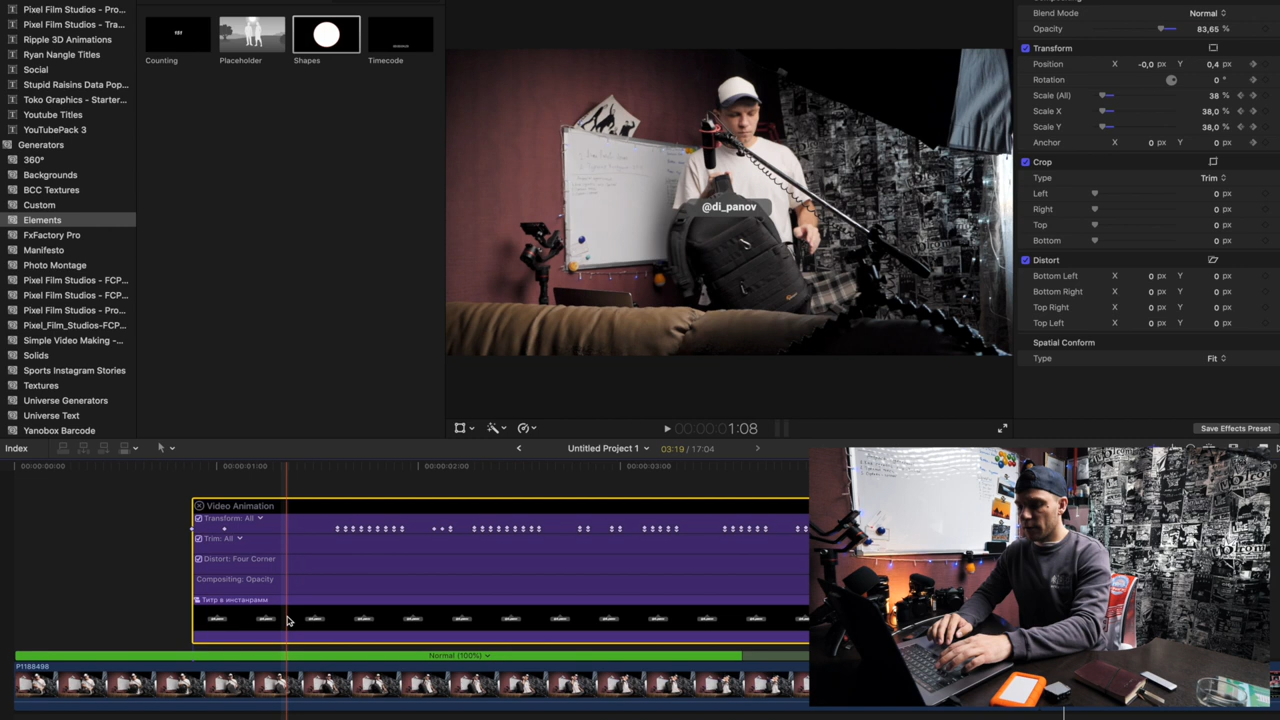 Pixel Film Studios - Pro...
Pixel Film Studios - Tra...
Ripple 3D Animations
Ryan Nangle Titles
Social
Stupid Raisins Data Pop...
Toko Graphics - Starter...
Youtube Titles
YouTubePack 3
Generators
360°
Backgrounds
BCC Textures
Custom
Elements
FxFactory Pro
Manifesto
Photo Montage
Pixel Film Studios - FCP...
Pixel Film Studios - FCP...
Pixel Film Studios - Pro...
Pixel_Film_Studios-FCP...
Simple Video Making -...
Solids
Sports Instagram Stories
Textures
Universe Generators
Universe Text
Yanobox Barcode
Counting
Placeholder
Shapes
Timecode
@di_panov
Blend Mode Normal
Opacity 83,65 %
Transform
Position X -0,0 px Y 0,4 px
Rotation 0 °
Scale (All) 38 %
Scale X 38,0 %
Scale Y 38,0 %
Anchor X 0 px Y 0 px
Crop
Type Trim
Left 0 px
Right 0 px
Top 0 px
Bottom 0 px
Distort
Bottom Left X 0 px Y 0 px
Bottom Right X 0 px Y 0 px
Top Right X 0 px Y 0 px
Top Left X 0 px Y 0 px
Spatial Conform
Type Fit
Save Effects Preset
00:00:00:01:08
Index
Untitled Project 1
03:19 / 17:04
00:00:00:00
00:00:01:00
00:00:02:00
00:00:03:00
Video Animation
Transform: All
Trim: All
Distort: Four Corner
Compositing: Opacity
Титр в инстанграмм
Normal (100%)
P1188498